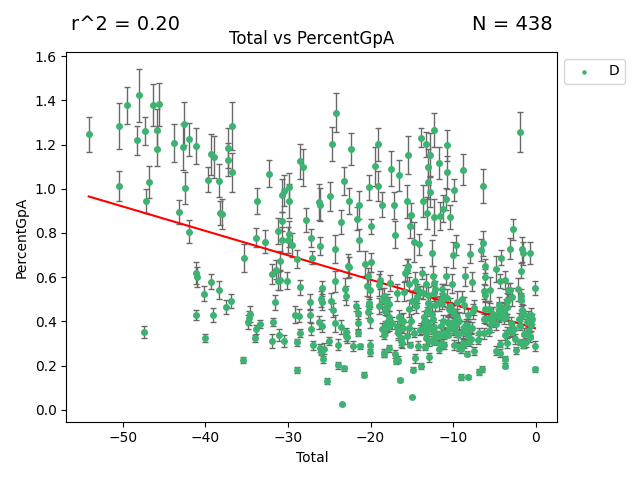 r^2 = 0.20
N = 438
Total vs PercentGpA
D
PercentGpA
1.6
1.4
1.2
1.0
0.8
0.6
0.4
0.2
0.0
−50 −40 −30 −20 −10 0
Total